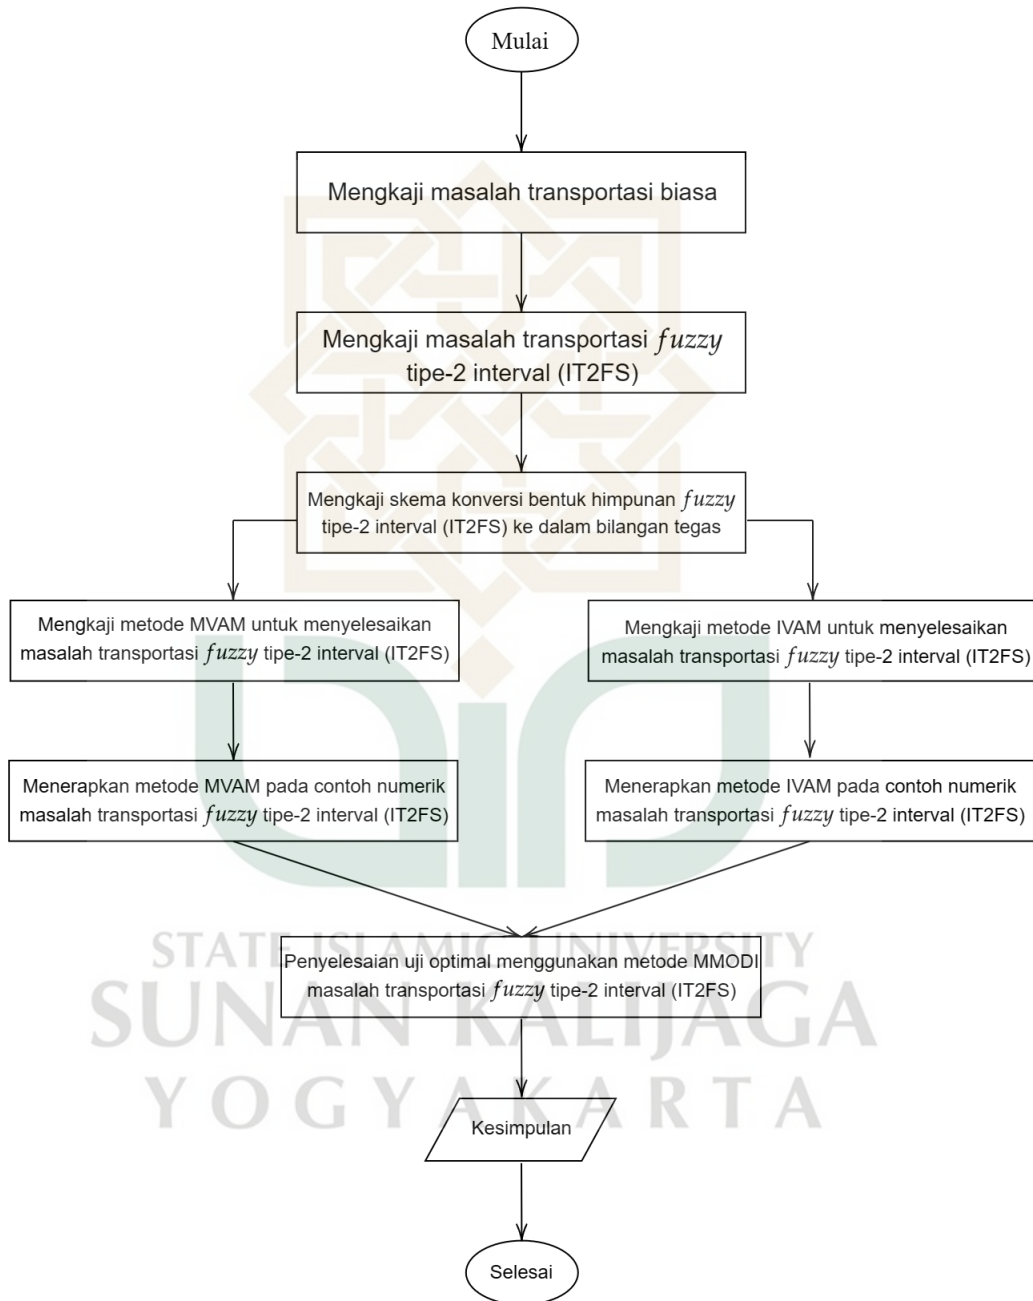 Mulai
Mengkaji masalah transportasi biasa
Mengkaji masalah transportasi fuzzy
tipe-2 interval (IT2FS)
Mengkaji skema konversi bentuk himpunan fuzzy
tipe-2 interval (IT2FS) ke dalam bilangan tegas
Mengkaji metode MVAM untuk menyelesaikan
masalah transportasi fuzzy tipe-2 interval (IT2FS)
Mengkaji metode IVAM untuk menyelesaikan
masalah transportasi fuzzy tipe-2 interval (IT2FS)
Menerapkan metode MVAM pada contoh numerik
masalah transportasi fuzzy tipe-2 interval (IT2FS)
Menerapkan metode IVAM pada contoh numerik
masalah transportasi fuzzy tipe-2 interval (IT2FS)
STATE ISLAMIC UNIVERSITY
Penyelesaian uji optimal menggunakan metode MMODI
masalah transportasi fuzzy tipe-2 interval (IT2FS)
SUNAN KALIJAGA
YOGYAKARTA
Kesimpulan
Selesai